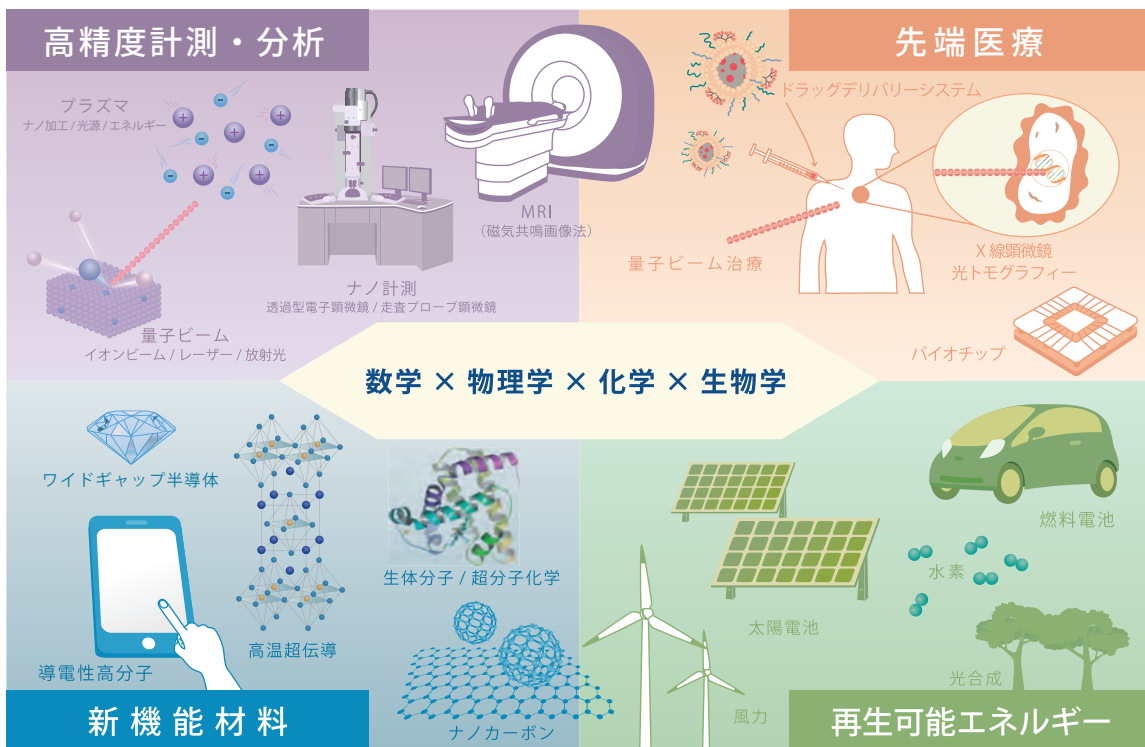 高精度計測・分析
プラズマ
ナノ加工/光源/エネルギー
MRI
（磁気共鳴画像法）
ナノ計測
透過型電子顕微鏡/走査プローブ顕微鏡
量子ビーム
イオンビーム/レーザー/放射光
先端医療
ドラッグデリバリーシステム
量子ビーム治療
X線顕微鏡
光トモグラフィー
バイオチップ
数学 × 物理学 × 化学 × 生物学
ワイドギャップ半導体
高温超伝導
導電性高分子
生体分子/超分子化学
ナノカーボン
新機能材料
燃料電池
水素
太陽電池
光合成
風力
再生可能エネルギー